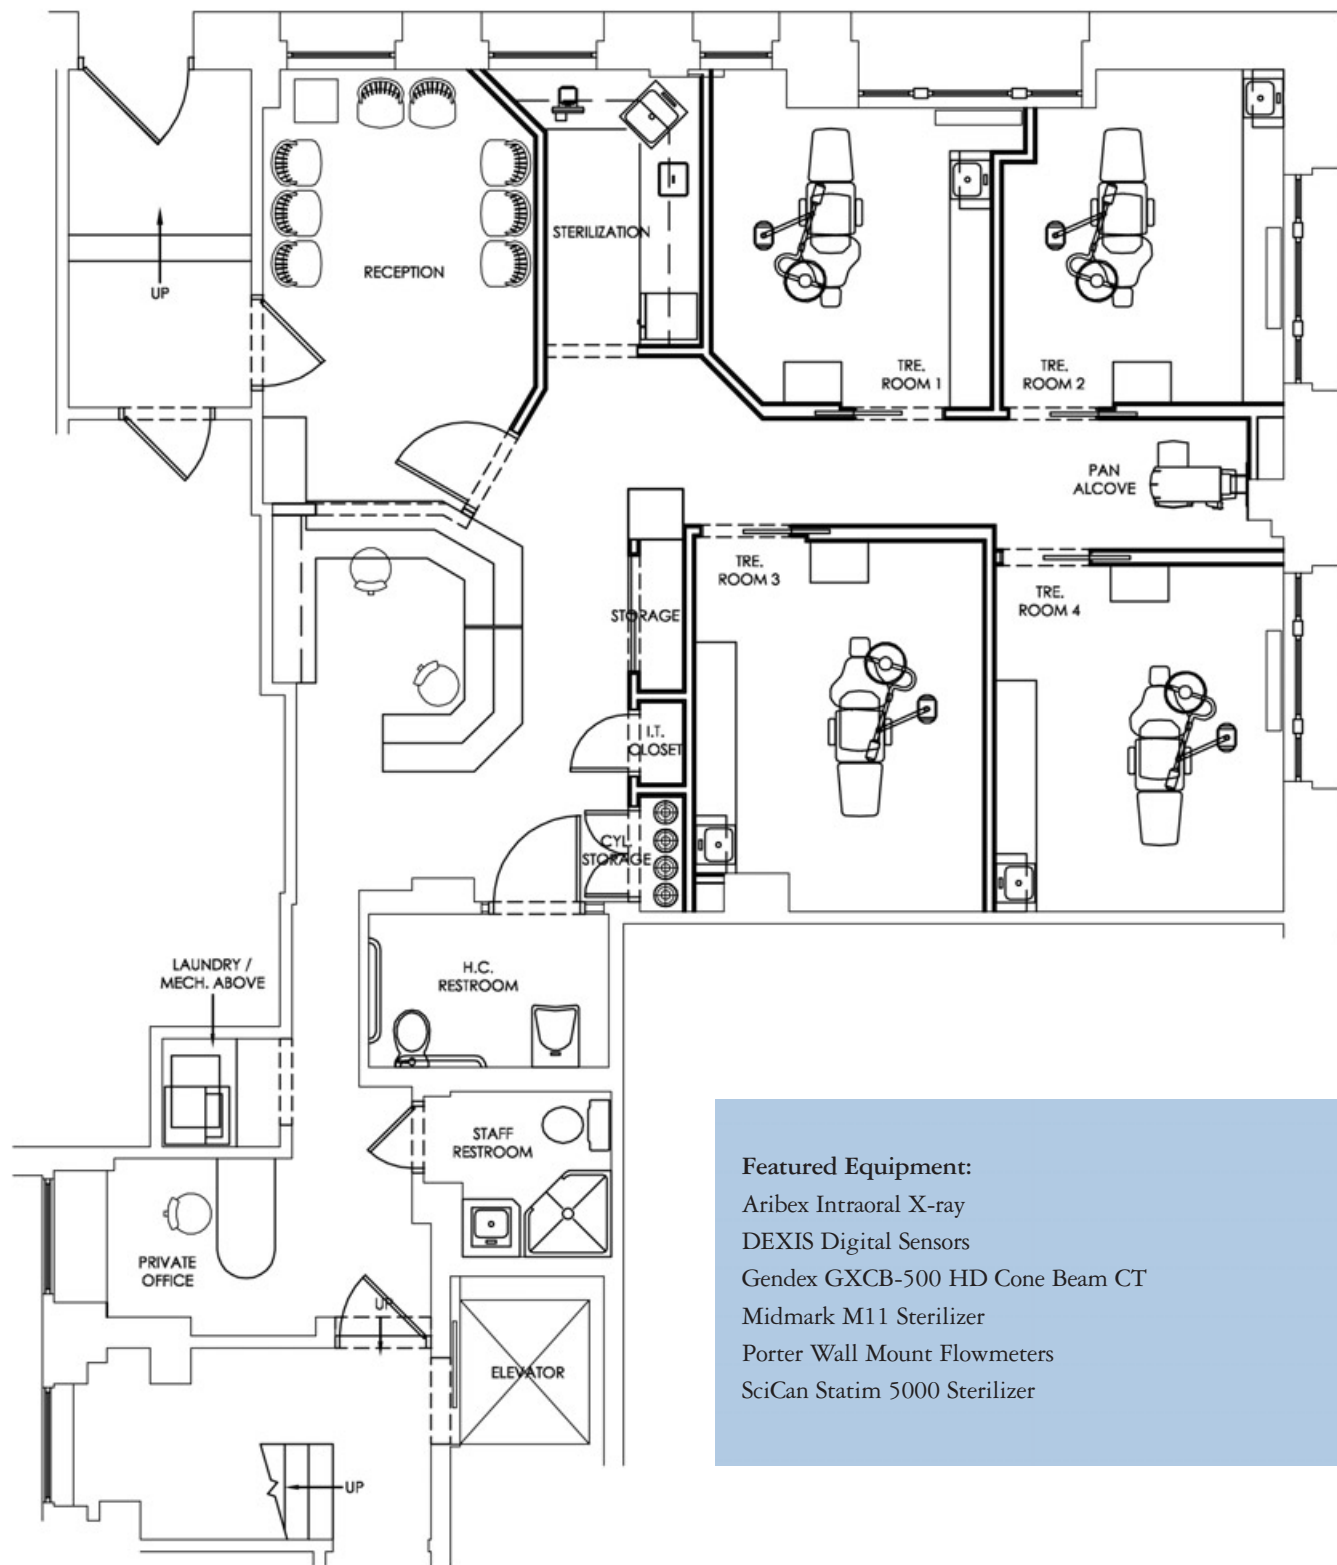 STERILIZATION
RECEPTION
UP
TRE.
ROOM 1
TRE.
ROOM 2
PAN
ALCOVE
TRE.
ROOM 3
TRE.
ROOM 4
STORAGE
I.T.
CLOSET
CYL.
STORAGE
LAUNDRY /
MECH. ABOVE
H.C.
RESTROOM
STAFF
RESTROOM
PRIVATE
OFFICE
UP
ELEVATOR
UP
Featured Equipment:
Aribex Intraoral X-ray
DEXIS Digital Sensors
Gendex GXCB-500 HD Cone Beam CT
Midmark M11 Sterilizer
Porter Wall Mount Flowmeters
SciCan Statim 5000 Sterilizer